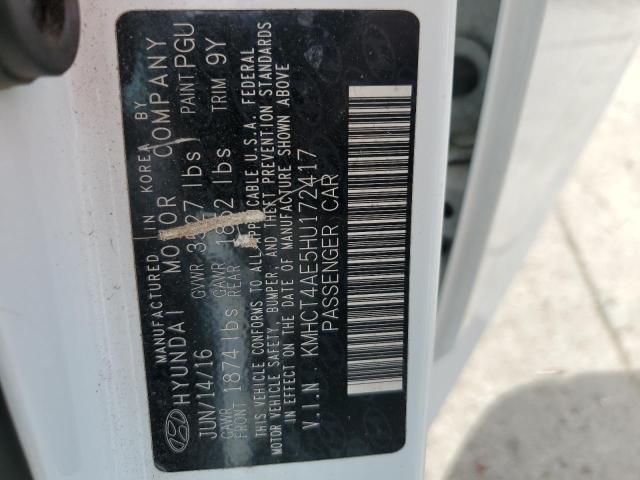 MANUFACTURED IN KOREA BY
HYUNDAI MOTOR COMPANY
JUN/14/16 GVWR 3527 lbs PAINT PGU
GAWR FRONT 1874 lbs GAWR REAR 1852 lbs TRIM 9Y
THIS VEHICLE CONFORMS TO ALL APPLICABLE U.S.A. FEDERAL
MOTOR VEHICLE SAFETY, BUMPER, AND THEFT PREVENTION STANDARDS
IN EFFECT ON THE DATE OF MANUFACTURE SHOWN ABOVE
V.I.N KMHCT4AE5HU172417
PASSENGER CAR